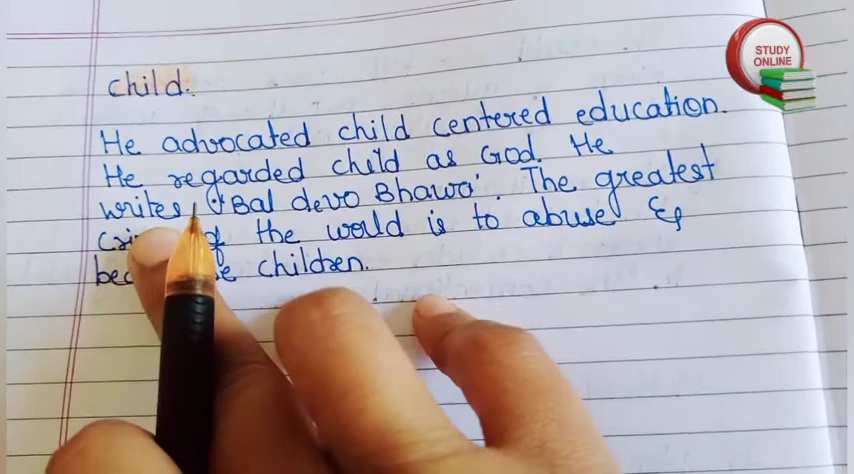 STUDY
ONLINE
child.
He advocated child centered education.
He regarded child as God. He
writes, 'Bal devo Bhawa'. The greatest
of the world is to abuse &
children.